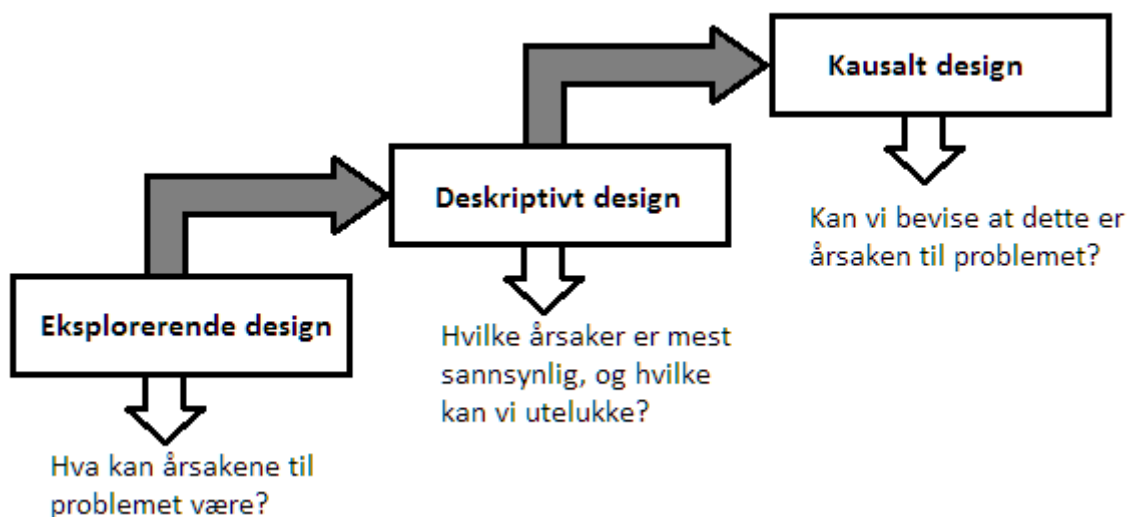 Kausalt design
Kan vi bevise at dette er
årsaken til problemet?
Deskriptivt design
Hvilke årsaker er mest
sannsynlig, og hvilke
kan vi utelukke?
Eksplorerende design
Hva kan årsakene til
problemet være?